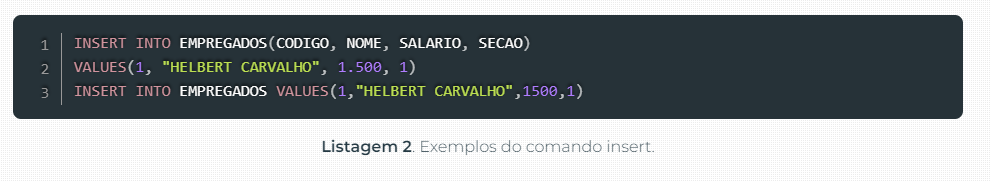 1 INSERT INTO EMPREGADOS(CODIGO, NOME, SALARIO, SECAO)
2 VALUES(1, "HELBERT CARVALHO", 1.500, 1)
3 INSERT INTO EMPREGADOS VALUES(1,"HELBERT CARVALHO",1500,1)
Listagem 2. Exemplos do comando insert.